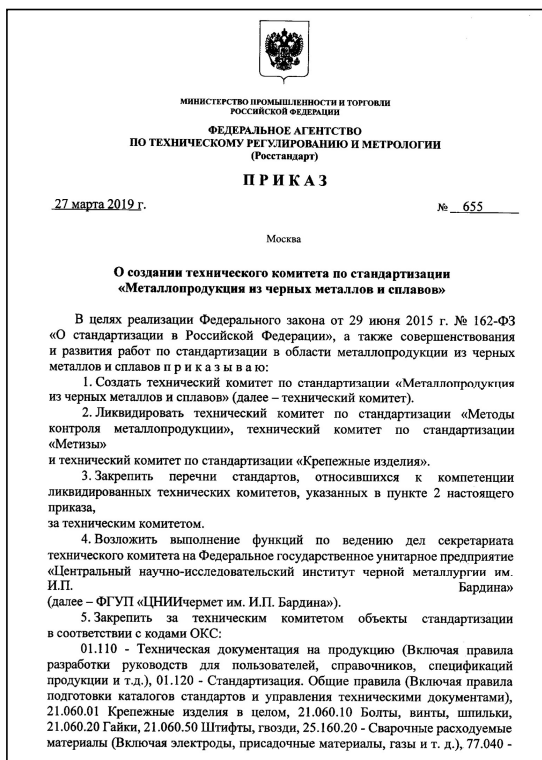 МИНИСТЕРСТВО ПРОМЫШЛЕННОСТИ И ТОРГОВЛИ
РОССИЙСКОЙ ФЕДЕРАЦИИ
ФЕДЕРАЛЬНОЕ АГЕНТСТВО
ПО ТЕХНИЧЕСКОМУ РЕГУЛИРОВАНИЮ И МЕТРОЛОГИИ
(Росстандарт)
ПРИКАЗ
27 марта 2019 г. № 655
Москва
О создании технического комитета по стандартизации
«Металлопродукция из черных металлов и сплавов»
В целях реализации Федерального закона от 29 июня 2015 г. № 162-ФЗ
«О стандартизации в Российской Федерации», а также совершенствования
и развития работ по стандартизации в области металлопродукции из черных
металлов и сплавов п р и к а з ы в а ю:
1. Создать технический комитет по стандартизации «Металлопродукция
из черных металлов и сплавов» (далее – технический комитет).
2. Ликвидировать технический комитет по стандартизации «Методы
контроля металлопродукции», технический комитет по стандартизации
«Метизы»
и технический комитет по стандартизации «Крепежные изделия».
3. Закрепить перечни стандартов, относившихся к компетенции
ликвидированных технических комитетов, указанных в пункте 2 настоящего
приказа,
за техническим комитетом.
4. Возложить выполнение функций по ведению дел секретариата
технического комитета на Федеральное государственное унитарное предприятие
«Центральный научно-исследовательский институт черной металлургии им.
И.П. Бардина»
(далее – ФГУП «ЦНИИчермет им. И.П. Бардина»).
5. Закрепить за техническим комитетом объекты стандартизации
в соответствии с кодами ОКС:
01.110 - Техническая документация на продукцию (Включая правила
разработки руководств для пользователей, справочников, спецификаций
продукции и т.д.), 01.120 - Стандартизация. Общие правила (Включая правила
подготовки каталогов стандартов и управления техническими документами),
21.060.01 Крепежные изделия в целом, 21.060.10 Болты, винты, шпильки,
21.060.20 Гайки, 21.060.50 Штифты, гвозди, 25.160.20 - Сварочные расходуемые
материалы (Включая электроды, присадочные материалы, газы и т. д.), 77.040 -